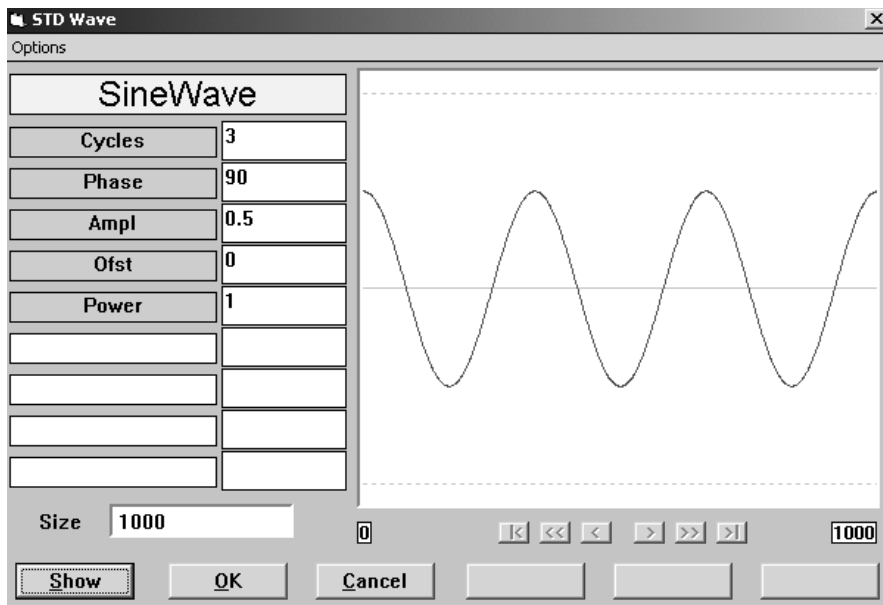 STD Wave
Options
SineWave
Cycles 3
Phase 90
Ampl 0.5
Ofst 0
Power 1
Size 1000
0 |< << < > >> >| 1000
Show OK Cancel